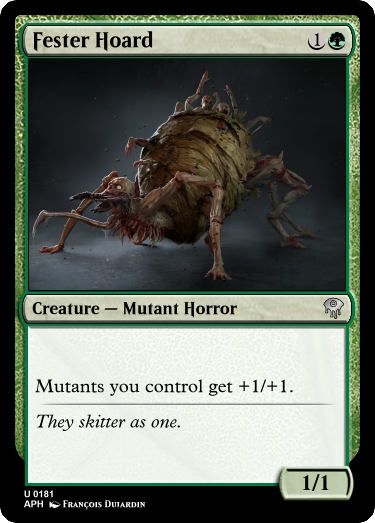 Fester Hoard 1
Creature — Mutant Horror
Mutants you control get +1/+1.
They skitter as one.
1/1
U 0181
APH François Dujardin